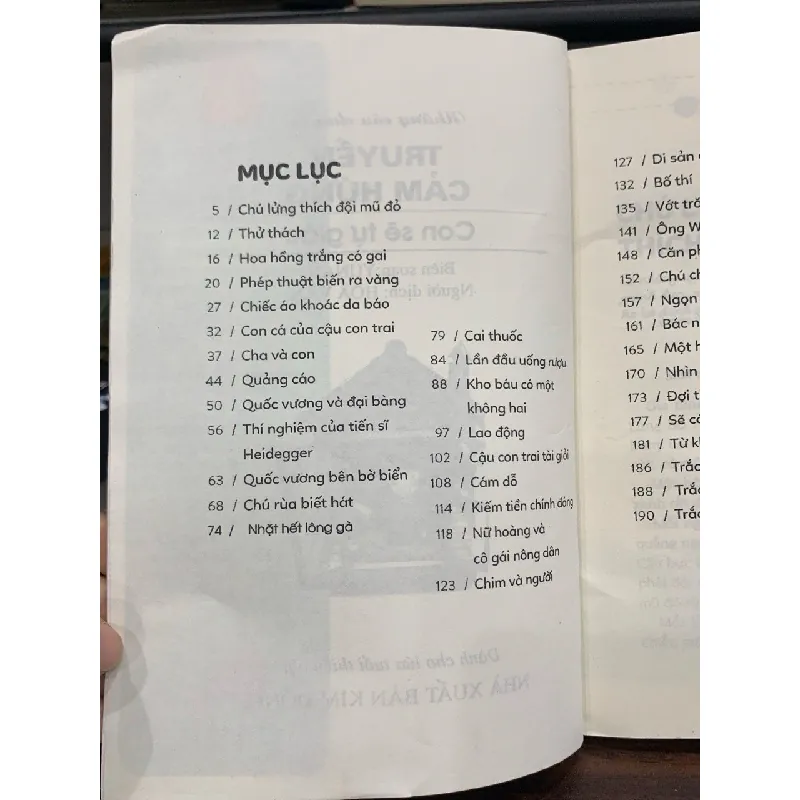 MỤC LỤC
5 / Chú lửng thích đội mũ đỏ
12 / Thử thách
16 / Hoa hồng trắng có gai
20 / Phép thuật biến ra vàng
27 / Chiếc áo khoác da báo
32 / Con cá của cậu con trai
37 / Cha và con
44 / Quảng cáo
50 / Quốc vương và đại bàng
56 / Thí nghiệm của tiến sĩ
Heidegger
63 / Quốc vương bên bờ biển
68 / Chú rùa biết hát
74 / Nhặt hết lông gà
79 / Cai thuốc
84 / Lần đầu uống rượu
88 / Kho báu có một
không hai
97 / Lao động
102 / Cậu con trai tài giỏi
108 / Cám dỗ
114 / Kiếm tiền chính đáng
118 / Nữ hoàng và
cô gái nông dân
123 / Chim và người
127 / Di sản
132 / Bố thí
135 / Vớt
141 / Ông
148 / Căn
152 / Chú
157 / Ngọn
161 / Bác
165 / Một
170 / Nhìn
173 / Đợi
177 / Sẽ
181 / Từ
186 / Trắc
188 / Trắc
190 / Trắc